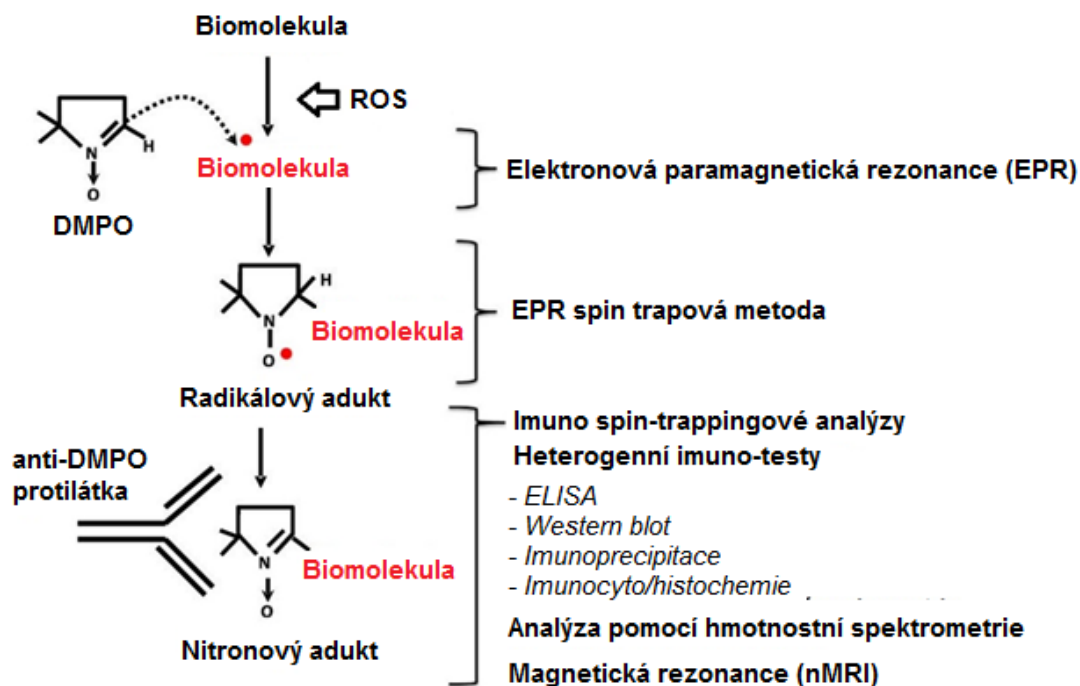 Biomolekula
ROS
H
N
O
DMPO
Biomolekula
Elektronová paramagnetická rezonance (EPR)
H
N
O
Biomolekula
EPR spin trapová metoda
Radikálový adukt
Imuno spin-trappingové analýzy
Heterogenní imuno-testy
- ELISA
- Western blot
- Imunoprecipitace
- Imunocyto/histochemie
anti-DMPO
protilátka
N
O
Biomolekula
Nitronový adukt
Analýza pomocí hmotnostní spektrometrie
Magnetická rezonance (nMRI)